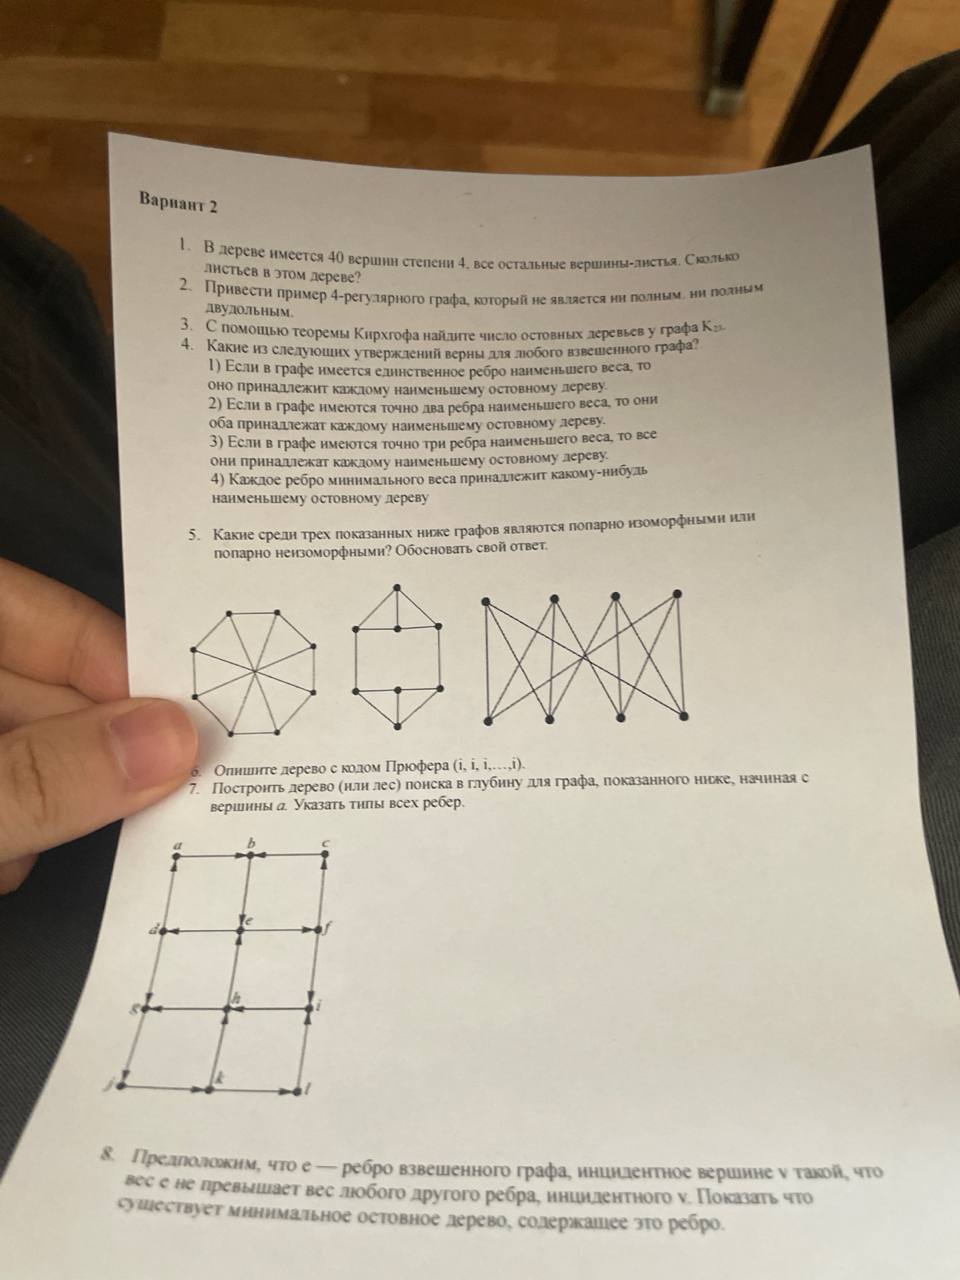 Вариант 2
1. В дереве имеется 40 вершин степени 4, все остальные вершины-листья. Сколько
листьев в этом дереве?
2. Привести пример 4-регулярного графа, который не является ни полным, ни полным
двудольным.
3. С помощью теоремы Кирхгофа найдите число остовных деревьев у графа K₂₃.
4. Какие из следующих утверждений верны для любого взвешенного графа?
1) Если в графе имеется единственное ребро наименьшего веса, то
оно принадлежит каждому наименьшему остовному дереву.
2) Если в графе имеются точно два ребра наименьшего веса, то они
оба принадлежат каждому наименьшему остовному дереву.
3) Если в графе имеются точно три ребра наименьшего веса, то все
они принадлежат каждому наименьшему остовному дереву.
4) Каждое ребро минимального веса принадлежит какому-нибудь
наименьшему остовному дереву
5. Какие среди трех показанных ниже графов являются попарно изоморфными или
попарно неизоморфными? Обосновать свой ответ.
6. Опишите дерево с кодом Прюфера (i, i, i,…,i).
7. Построить дерево (или лес) поиска в глубину для графа, показанного ниже, начиная с
вершины a. Указать типы всех ребер.
a b c
d e f
g h i
j k l
8. Предположим, что e — ребро взвешенного графа, инцидентное вершине v такой, что
вес e не превышает вес любого другого ребра, инцидентного v. Показать что
существует минимальное остовное дерево, содержащее это ребро.